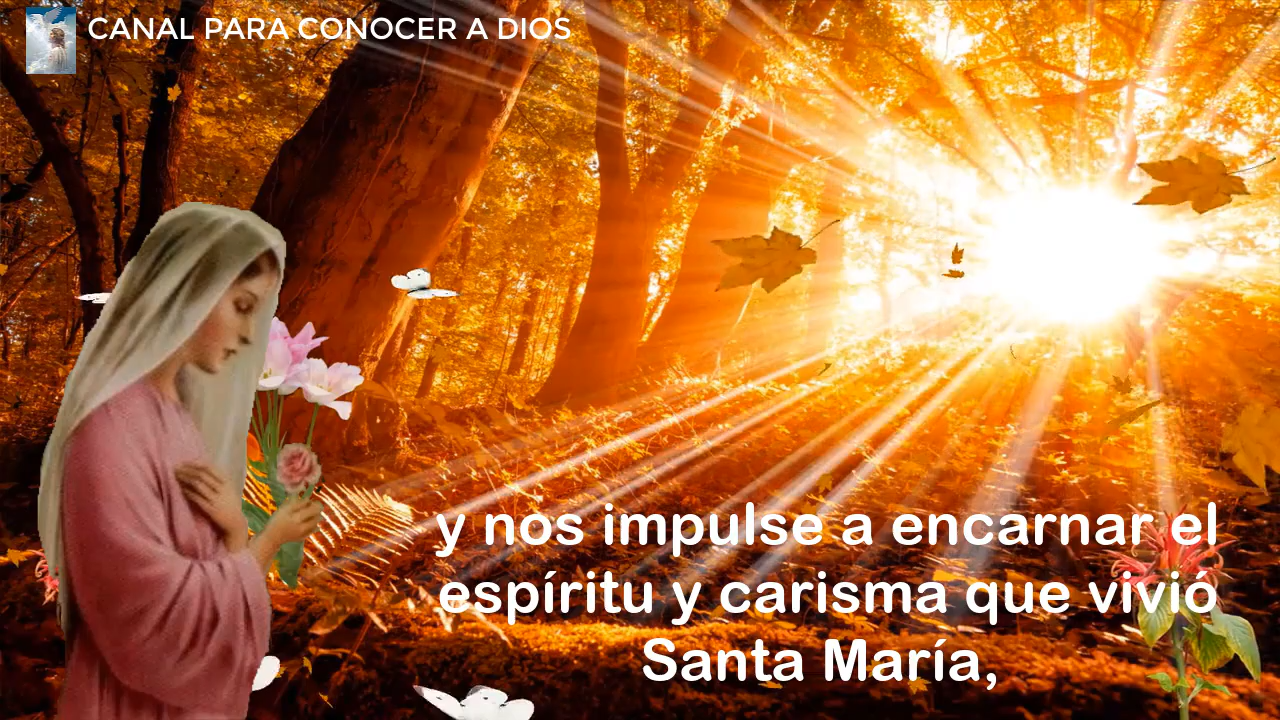 CANAL PARA CONOCER A DIOS
y nos impulse a encarnar el
espíritu y carisma que vivió
Santa María,